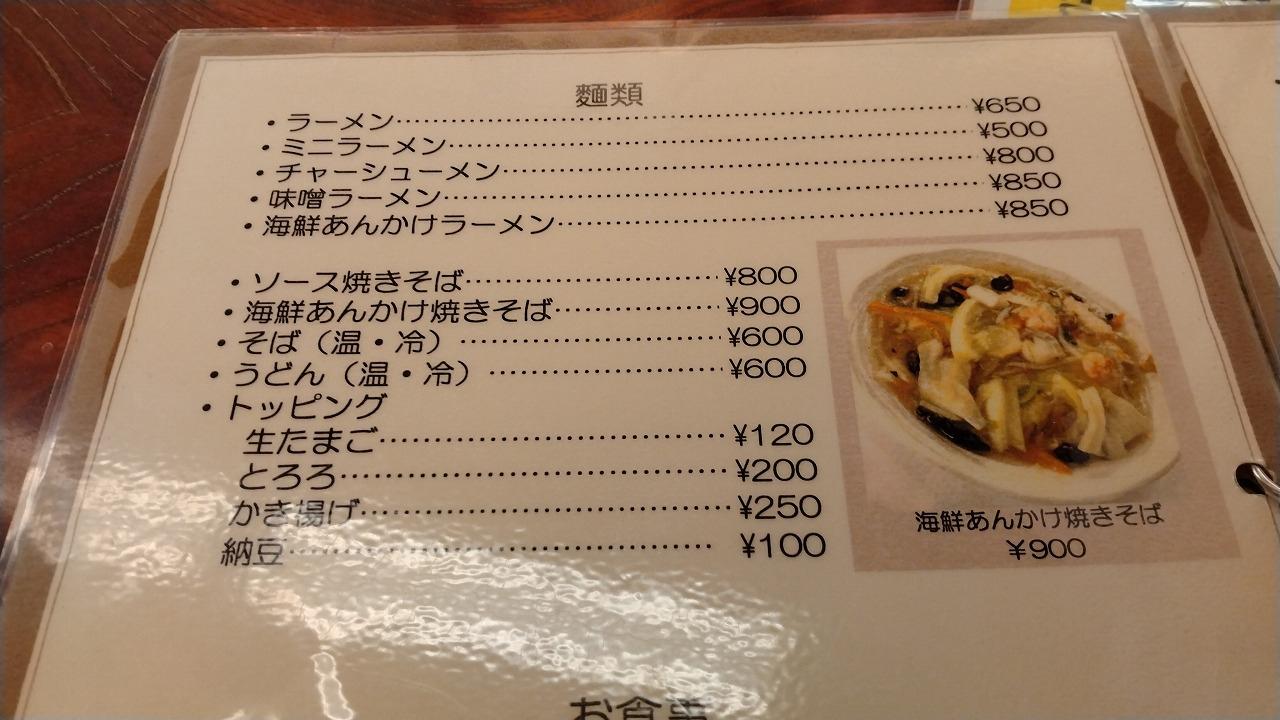 麵類
・ラーメン……¥650
・ミニラーメン……¥500
・チャーシューメン……¥800
・味噌ラーメン……¥850
・海鮮あんかけラーメン……¥850
・ソース焼きそば……¥800
・海鮮あんかけ焼きそば……¥900
・そば（温・冷）……¥600
・うどん（温・冷）……¥600
・トッピング
生たまご……¥120
とろろ……¥200
かき揚げ……¥250
納豆……¥100
海鮮あんかけ焼きそば
¥900
お食事